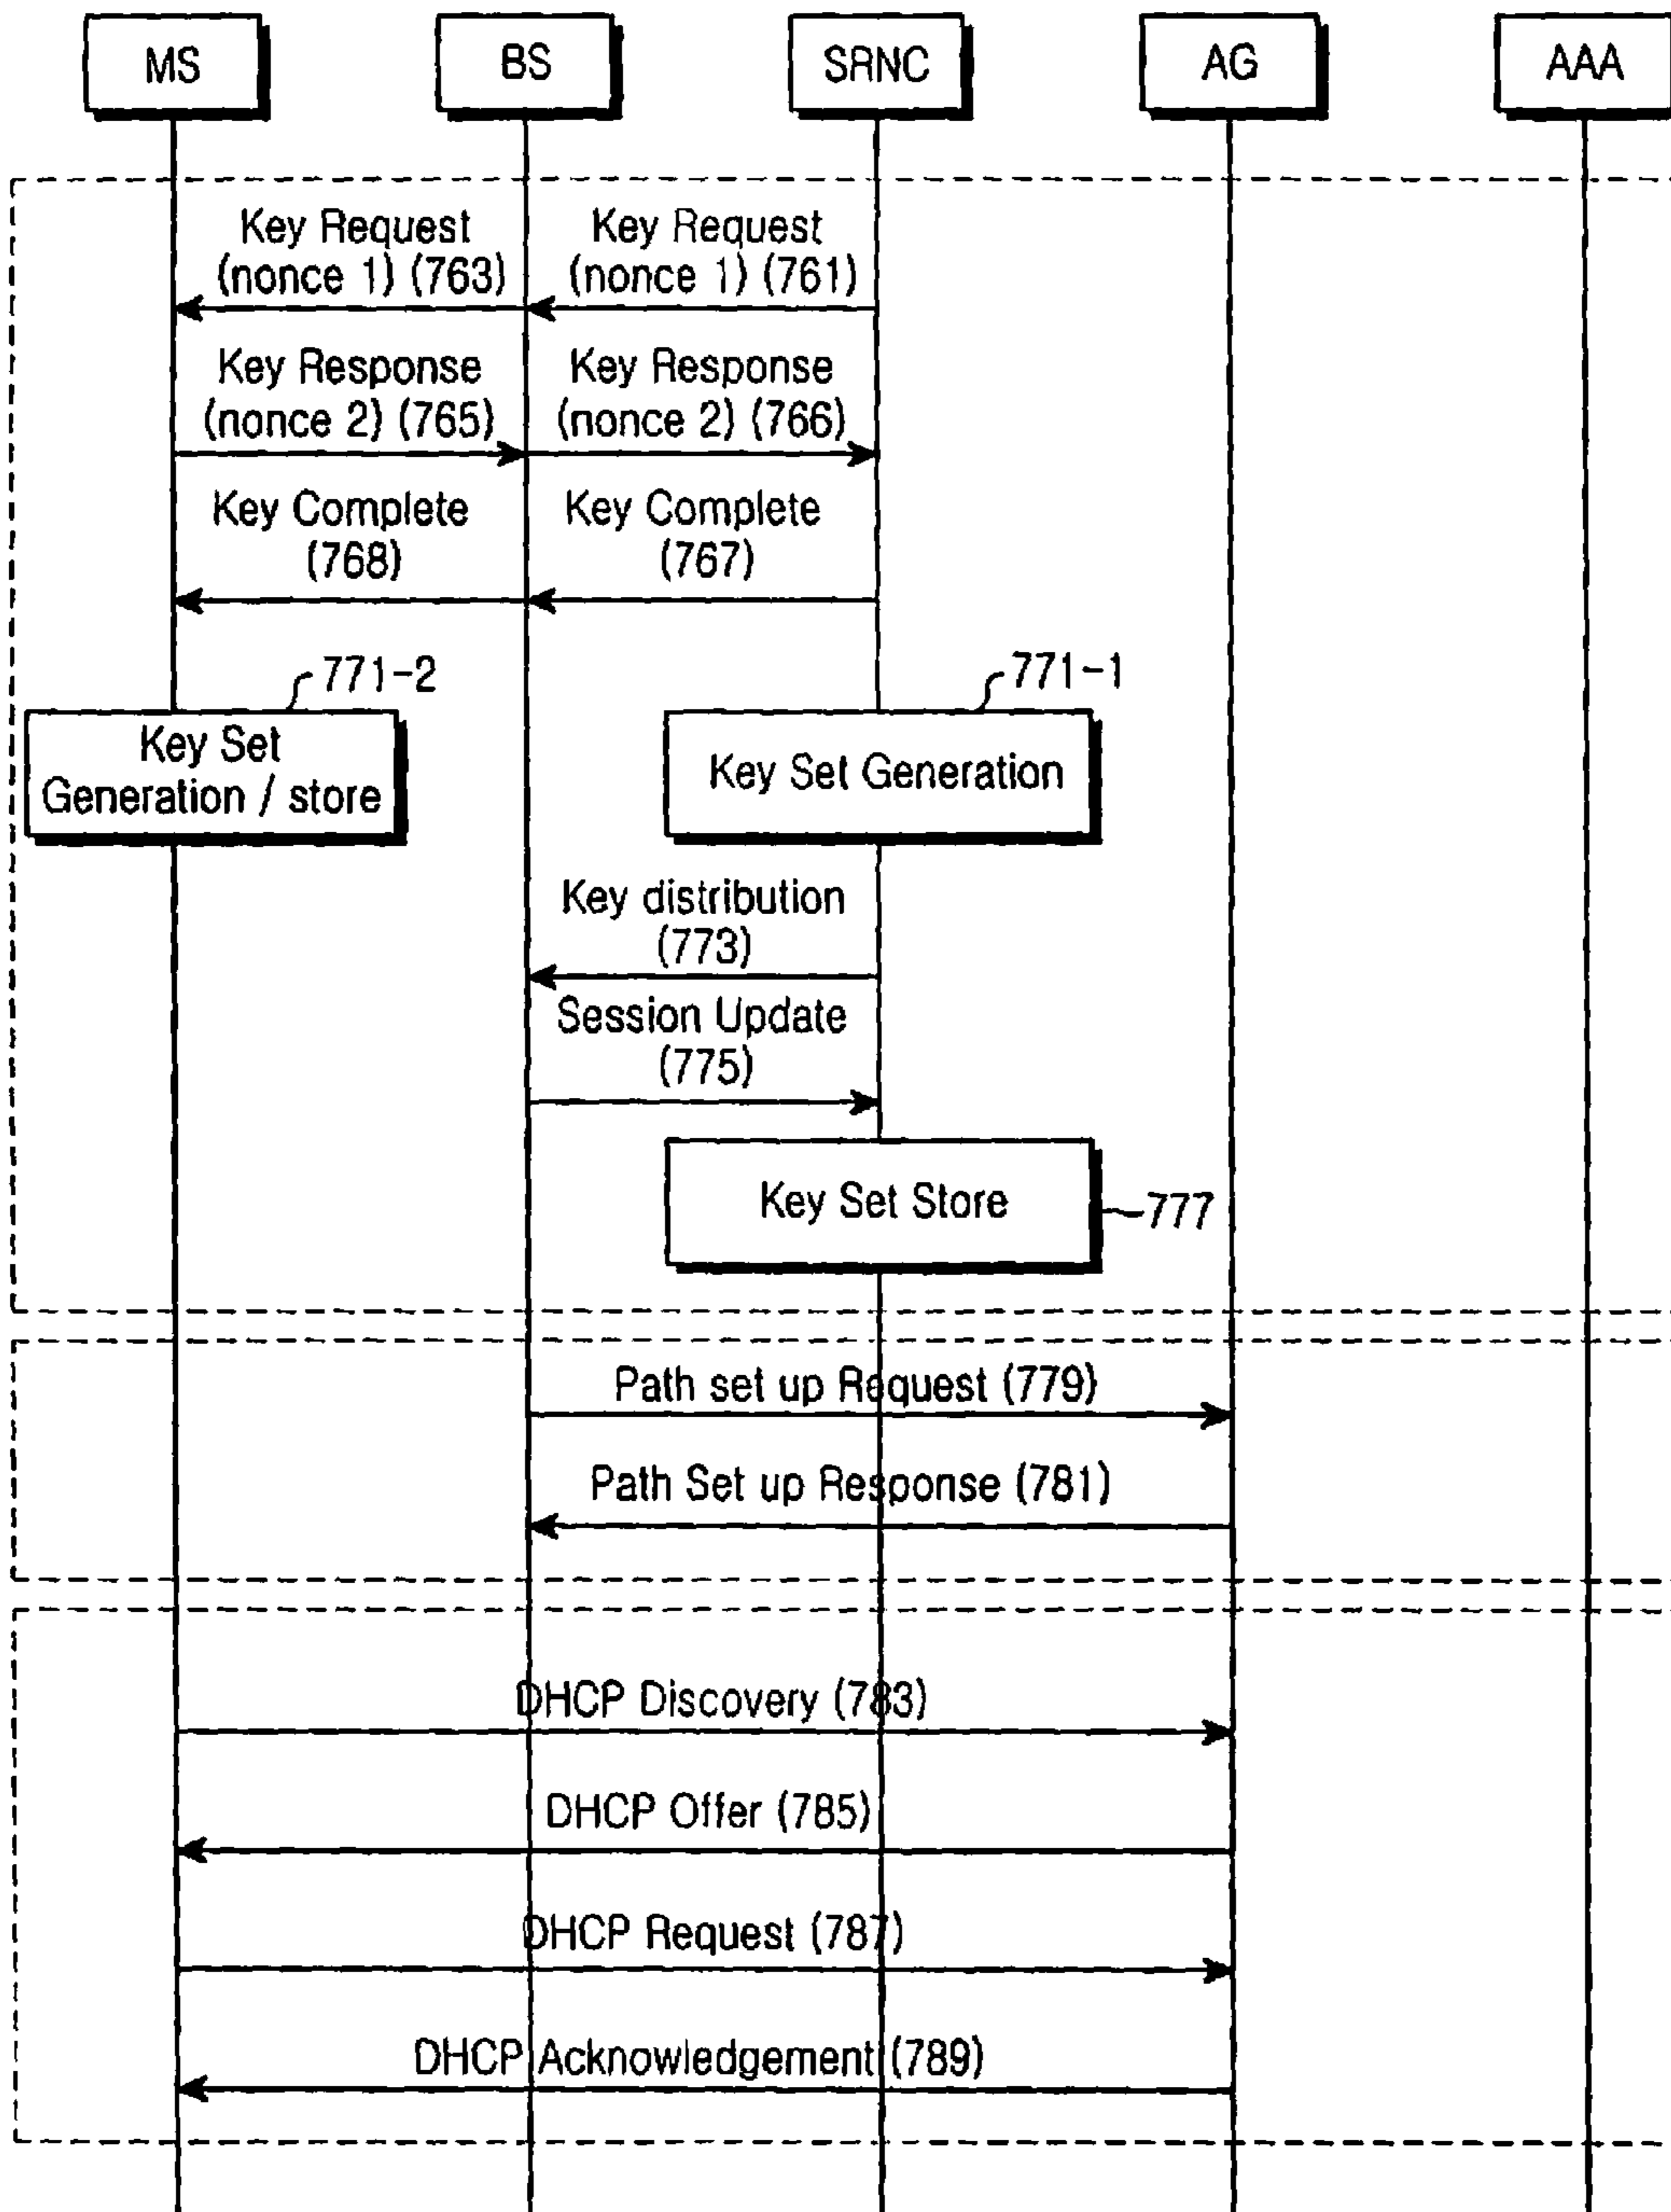 MS
BS
SRNC
AG
AAA
Key Request
(nonce 1) (763)
Key Request
(nonce 1) (761)
Key Response
(nonce 2) (765)
Key Response
(nonce 2) (766)
Key Complete
(768)
Key Complete
(767)
771-2
771-1
Key Set
Generation / store
Key Set Generation
Key distribution
(773)
Session Update
(775)
Key Set Store
777
Path set up Request (779)
Path Set up Response (781)
DHCP Discovery (783)
DHCP Offer (785)
DHCP Request (787)
DHCP Acknowledgement (789)